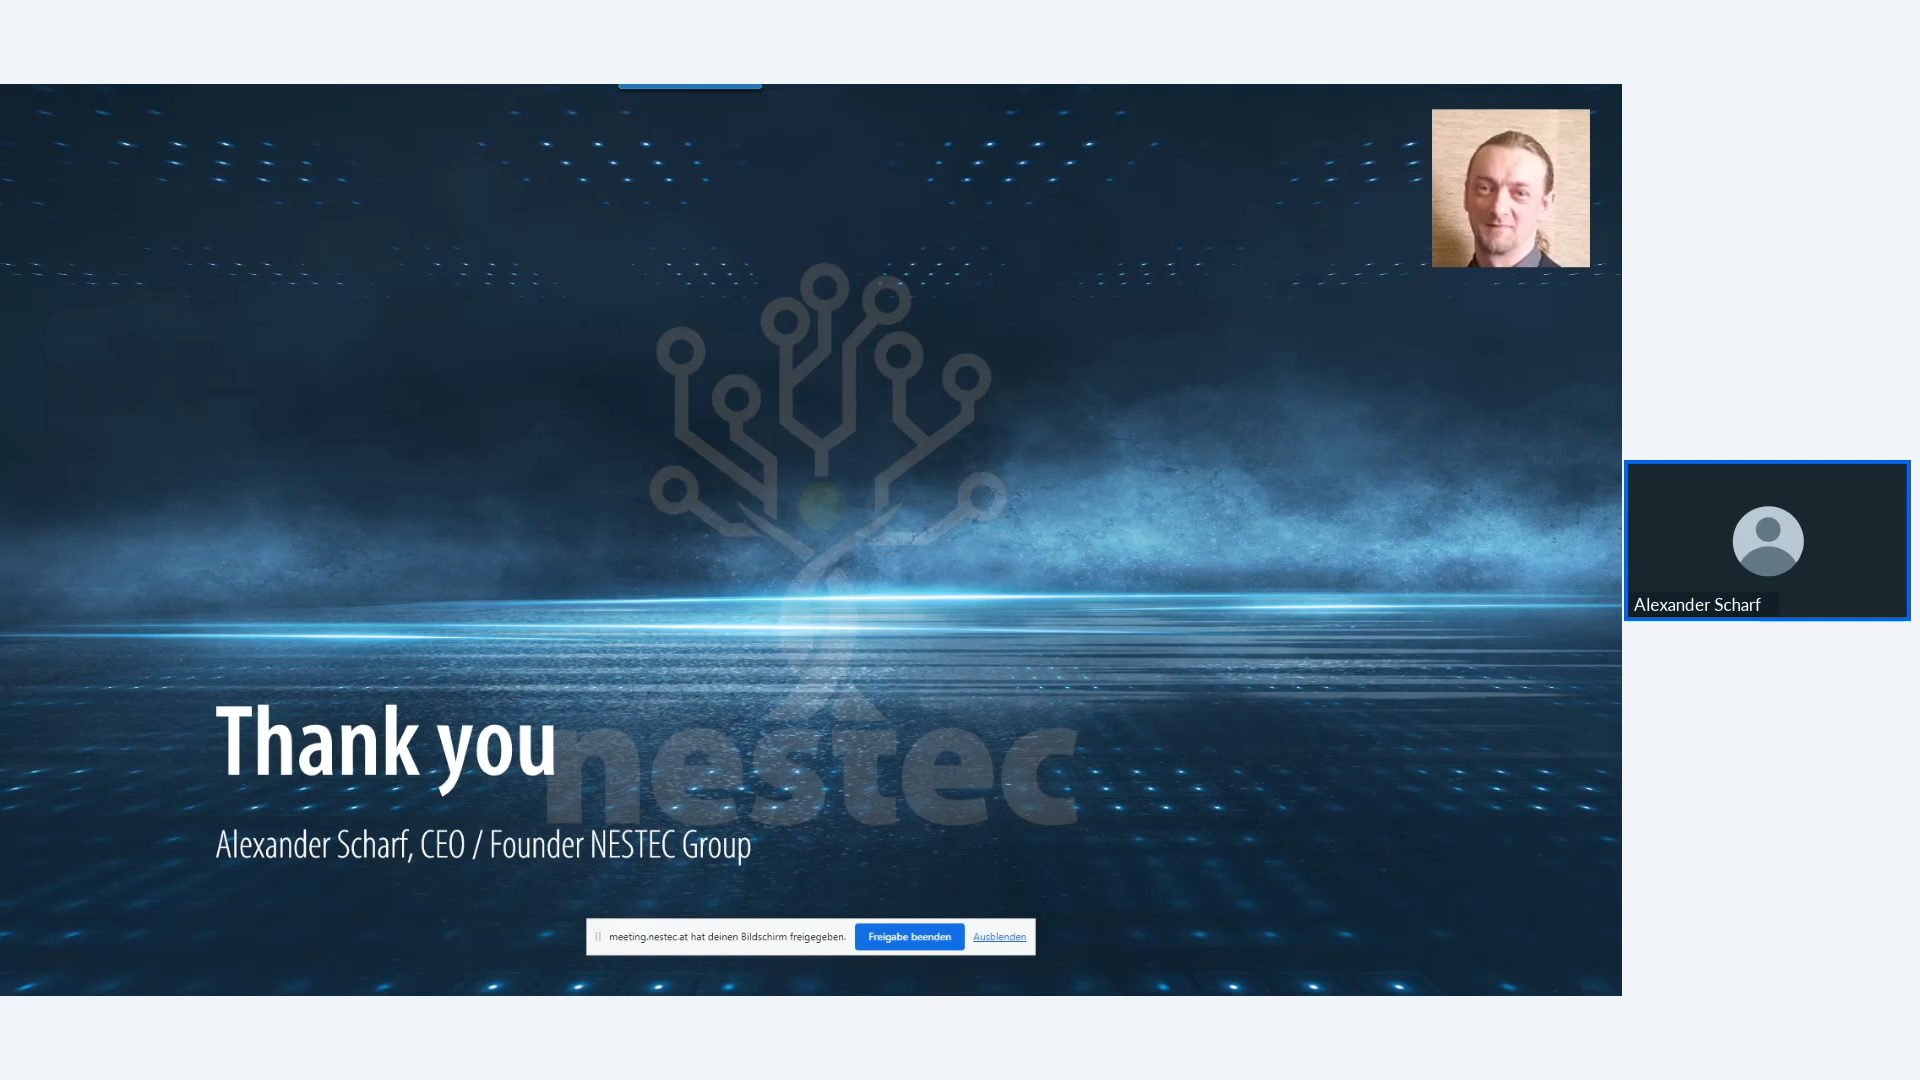 Thank you
nestec
Alexander Scharf, CEO / Founder NESTEC Group
meeting.nestec.at hat deinen Bildschirm freigegeben. Freigabe beenden Ausblenden
Alexander Scharf